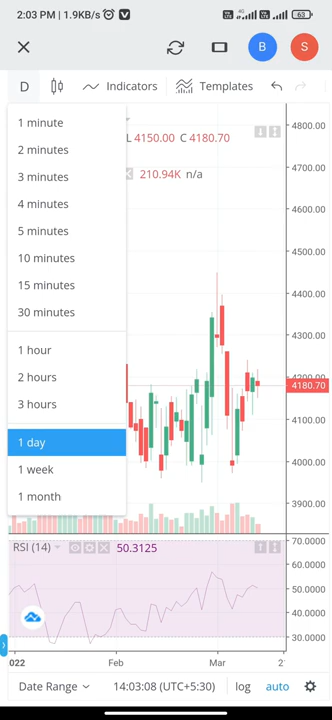 2:03 PM | 1.9KB/s
4G
63
B
S
D
Indicators
Templates
1 minute
2 minutes
3 minutes
4 minutes
5 minutes
10 minutes
15 minutes
30 minutes
1 hour
2 hours
3 hours
1 day
1 week
1 month
L 4150.00 C 4180.70
210.94K n/a
4800.00
4700.00
4600.00
4500.00
4400.00
4300.00
4200.00
4180.70
4100.00
4000.00
3900.00
RSI (14)
50.3125
70.0000
60.0000
50.0000
40.0000
30.0000
2022
Feb
Mar
Date Range
14:03:08 (UTC+5:30)
log
auto